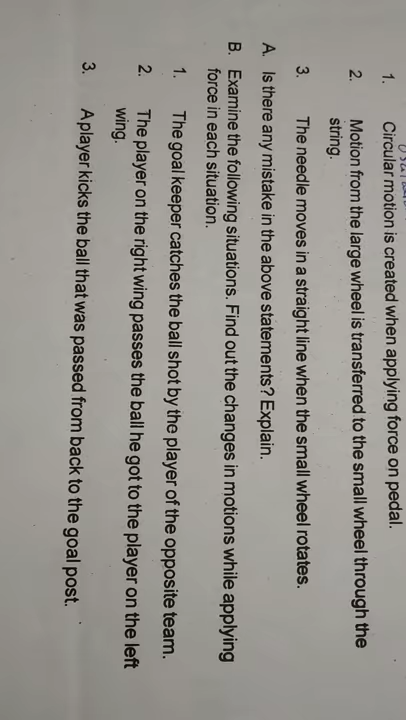 1. Circular motion is created when applying force on pedal.
2. Motion from the large wheel is transferred to the small wheel through the
string.
3. The needle moves in a straight line when the small wheel rotates.
A. Is there any mistake in the above statements? Explain.
B. Examine the following situations. Find out the changes in motions while applying
force in each situation.
1. The goal keeper catches the ball shot by the player of the opposite team.
2. The player on the right wing passes the ball he got to the player on the left
wing.
3. A player kicks the ball that was passed from back to the goal post.